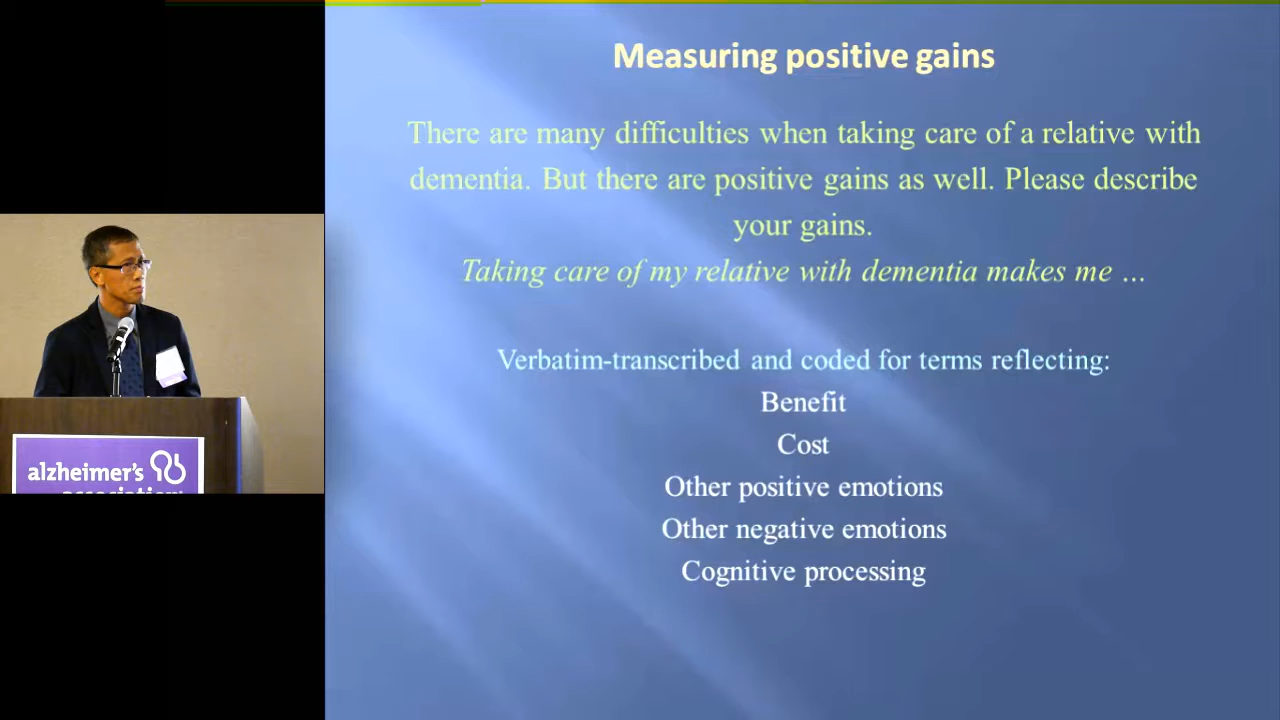 Measuring positive gains
There are many difficulties when taking care of a relative with
dementia. But there are positive gains as well. Please describe
your gains.
Taking care of my relative with dementia makes me ...
Verbatim-transcribed and coded for terms reflecting:
Benefit
Cost
Other positive emotions
Other negative emotions
Cognitive processing
alzheimer's
association